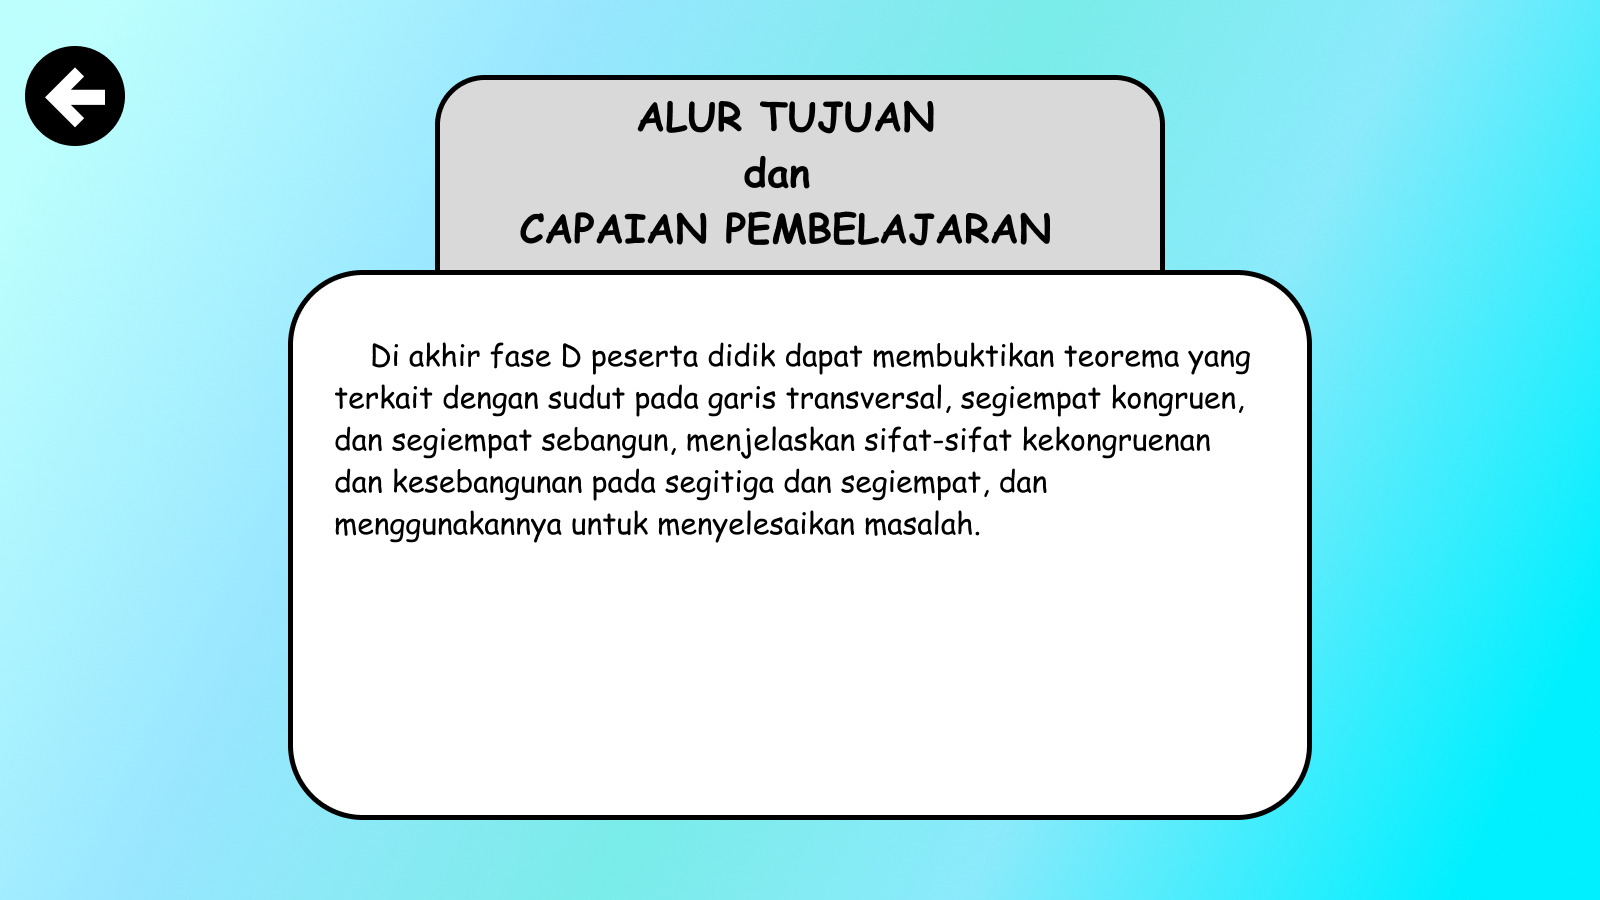 ALUR TUJUAN
dan
CAPAIAN PEMBELAJARAN
Di akhir fase D peserta didik dapat membuktikan teorema yang
terkait dengan sudut pada garis transversal, segiempat kongruen,
dan segiempat sebangun, menjelaskan sifat-sifat kekongruenan
dan kesebangunan pada segitiga dan segiempat, dan
menggunakannya untuk menyelesaikan masalah.